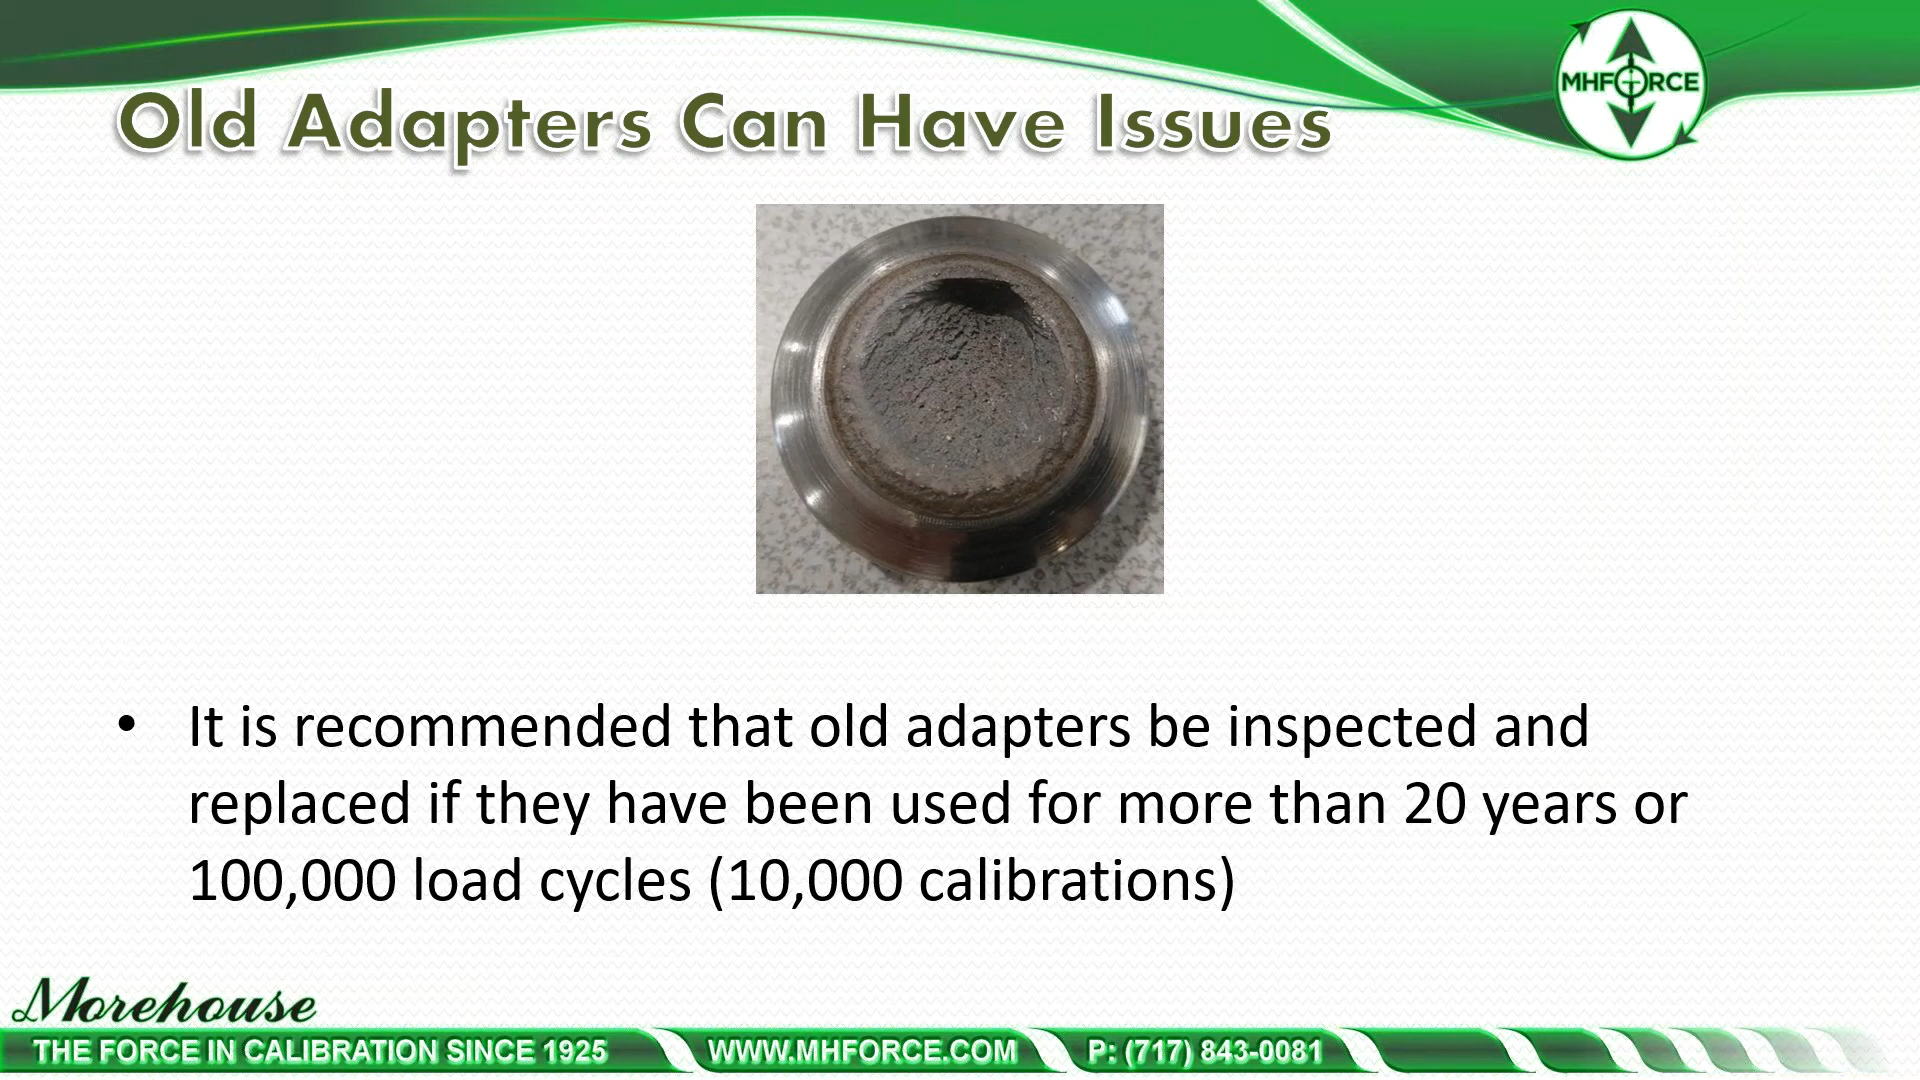 Old Adapters Can Have Issues
MHFORCE
• It is recommended that old adapters be inspected and
replaced if they have been used for more than 20 years or
100,000 load cycles (10,000 calibrations)
Morehouse
THE FORCE IN CALIBRATION SINCE 1925 WWW.MHFORCE.COM P: (717) 843-0081